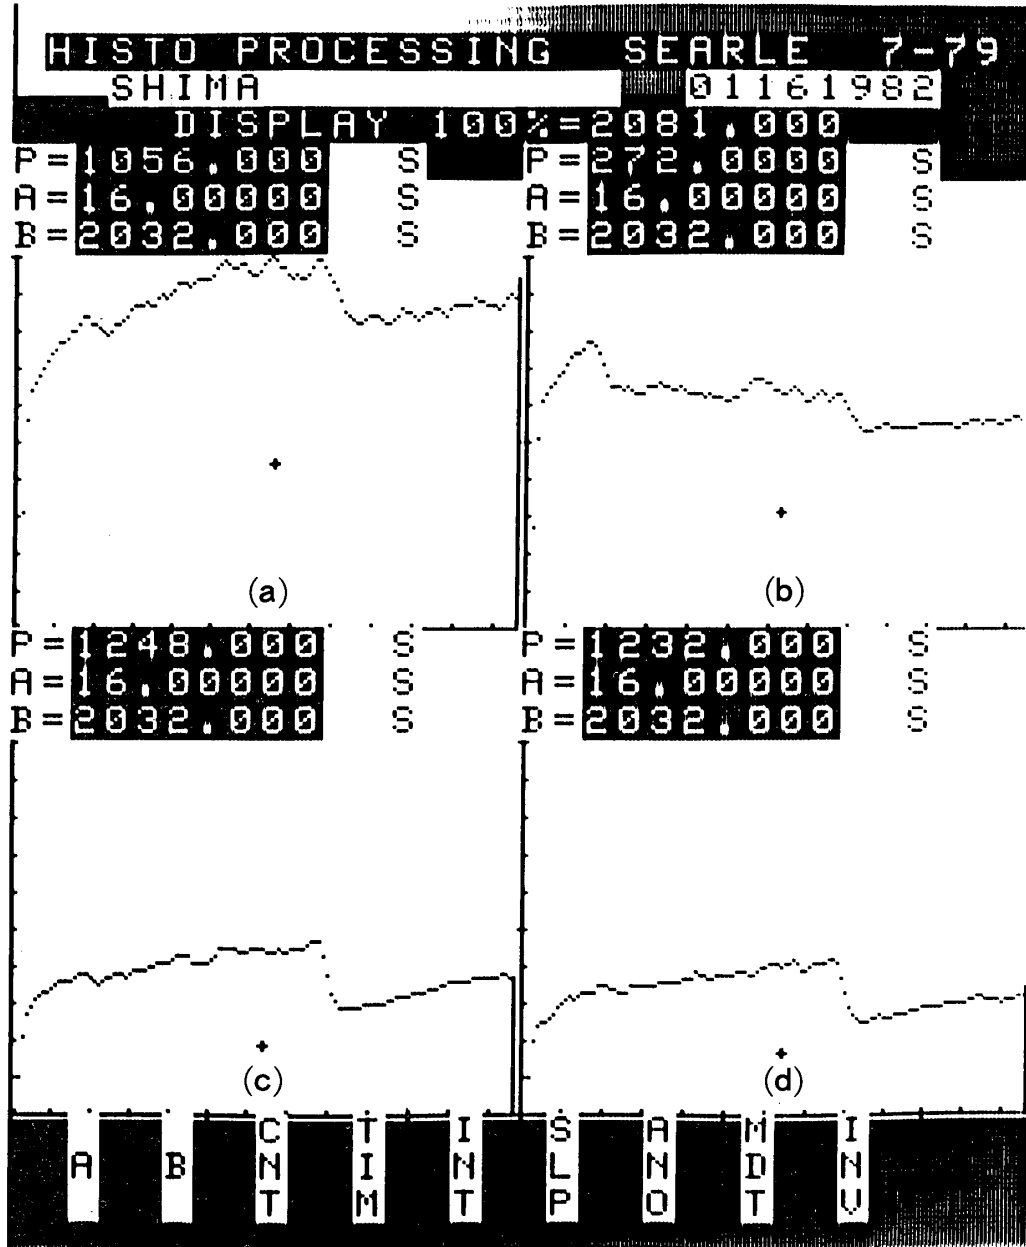 HISTO PROCESSING SEARLE 7-79
SHIMA 01161982
DISPLAY 100%=2081.000
P=1056.000 S P=272.0000 S
A=16.00000 S A=16.00000 S
B=2032.000 S B=2032.000 S
(a) (b)
P=1248.000 S P=1232.000 S
A=16.00000 S A=16.00000 S
B=2032.000 S B=2032.000 S
(c) (d)
A B CNT TIM INT SLP ANO MDT INV